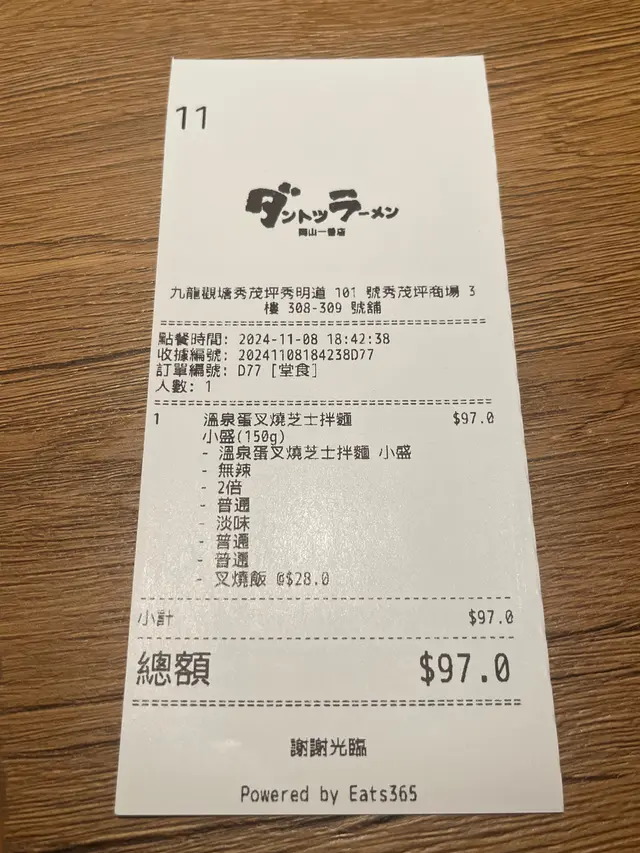 11
ダントツラーメン
岡山一番店
九龍觀塘秀茂坪秀明道 101 號秀茂坪商場 3
樓 308-309 號舖
點餐時間: 2024-11-08 18:42:38
收據編號: 20241108184238D77
訂單編號: D77 [堂食]
人數: 1
1 溫泉蛋叉燒芝士拌麵 $97.0
小盛(150g)
- 溫泉蛋叉燒芝士拌麵 小盛
- 無辣
- 2倍
- 普通
- 淡味
- 普通
- 普通
- 叉燒飯 @$28.0
小計 $97.0
總額 $97.0
謝謝光臨
Powered by Eats365